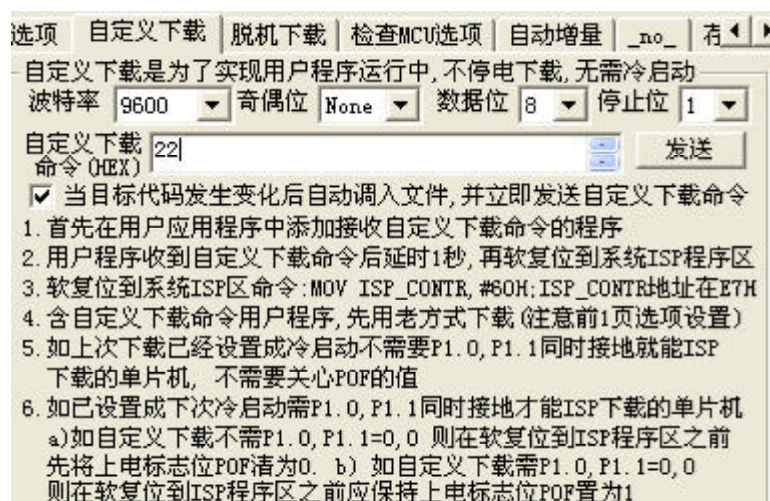 选项 自定义下载 脱机下载 检查MCU选项 自动增量 _no_
自定义下载是为了实现用户程序运行中,不停电下载,无需冷启动
波特率 9600 奇偶位 None 数据位 8 停止位 1
自定义下载 22 发送
命令(HEX)
当目标代码发生变化后自动调入文件,并立即发送自定义下载命令
1.首先在用户应用程序中添加接收自定义下载命令的程序
2.用户程序收到自定义下载命令后延时1秒,再软复位到系统ISP程序区
3.软复位到系统ISP区命令:MOV ISP_CONTR,#60H;ISP_CONTR地址在E7H
4.含自定义下载命令用户程序,先用老方式下载(注意前1页选项设置)
5.如上次下载已经设置成冷启动不需要P1.0,P1.1同时接地就能ISP
下载的单片机, 不需要关心POF的值
6.如已设置成下次冷启动需P1.0,P1.1同时接地才能ISP下载的单片机
a)如自定义下载不需P1.0,P1.1=0,0 则在软复位到ISP程序区之前
先将上电标志位POF清为0. b) 如自定义下载需P1.0,P1.1=0,0
则在软复位到ISP程序区之前应保持上电标志位POF置为1